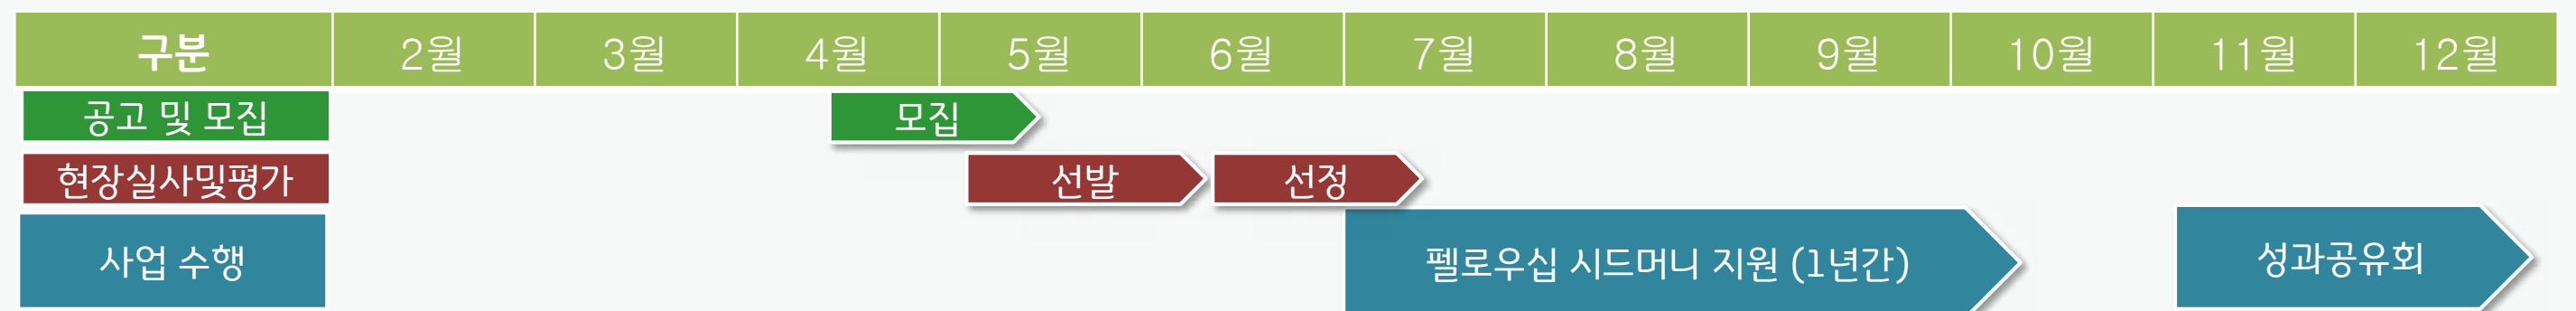 구분 2월 3월 4월 5월 6월 7월 8월 9월 10월 11월 12월
공고 및 모집 모집
현장실사및평가 선발 선정
사업 수행 펠로우십 시드머니 지원 (1년간) 성과공유회